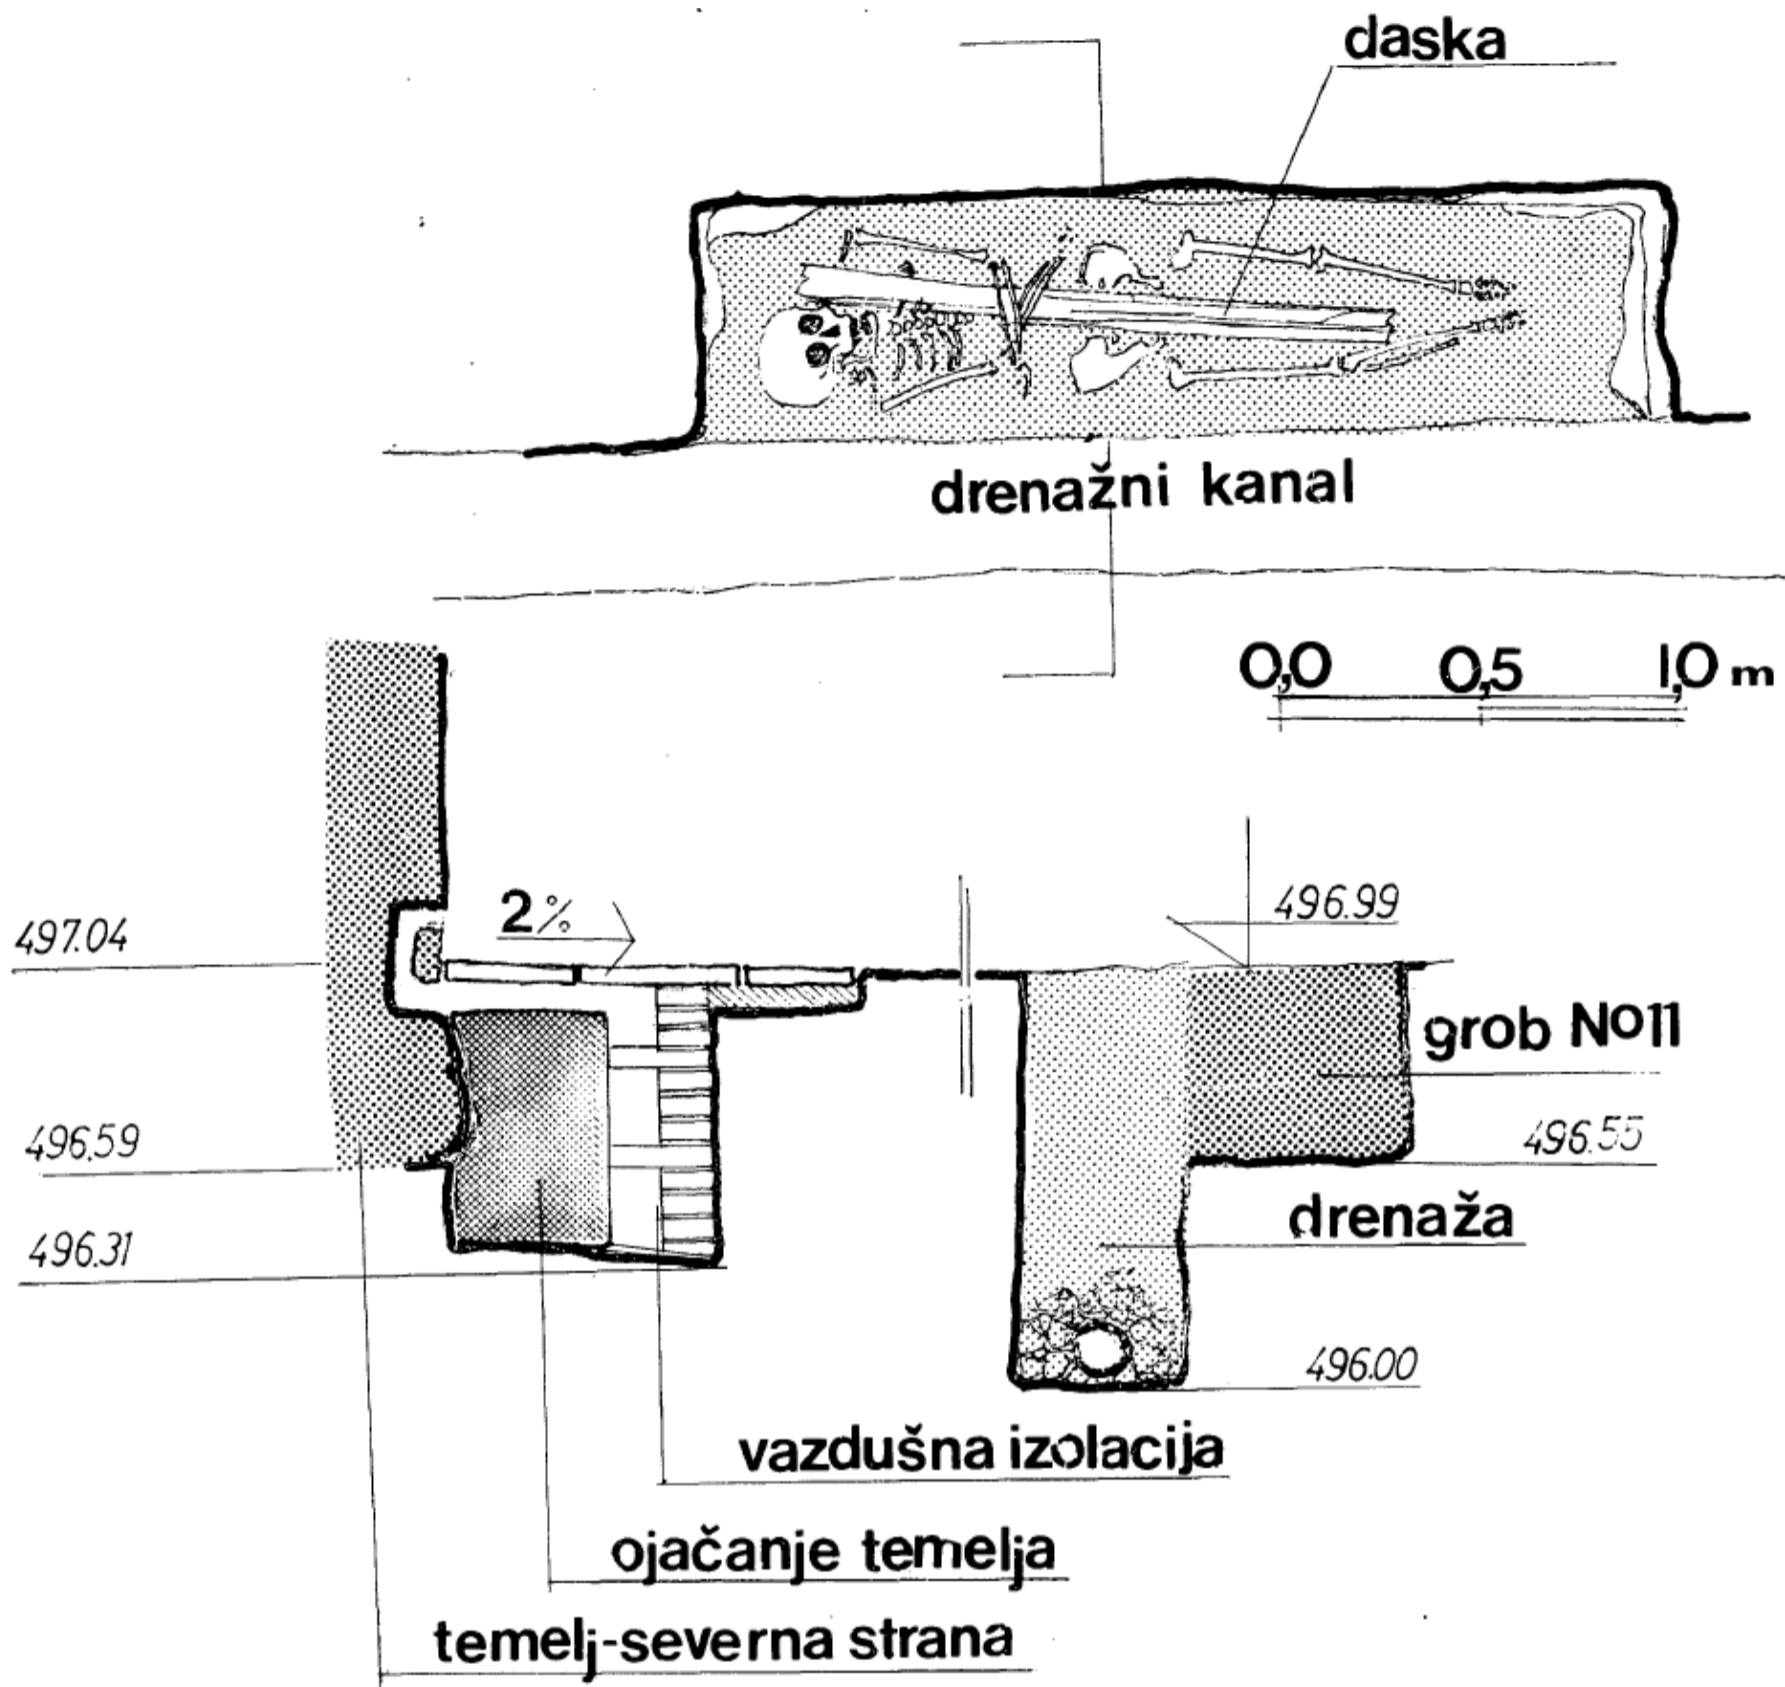 daska
drenažni kanal
0,0 0,5 1,0 m
2%
497.04
496.99
grob No11
496.59
496.55
drenaža
496.31
496.00
vazdušna izolacija
ojačanje temelja
temelj-severna strana